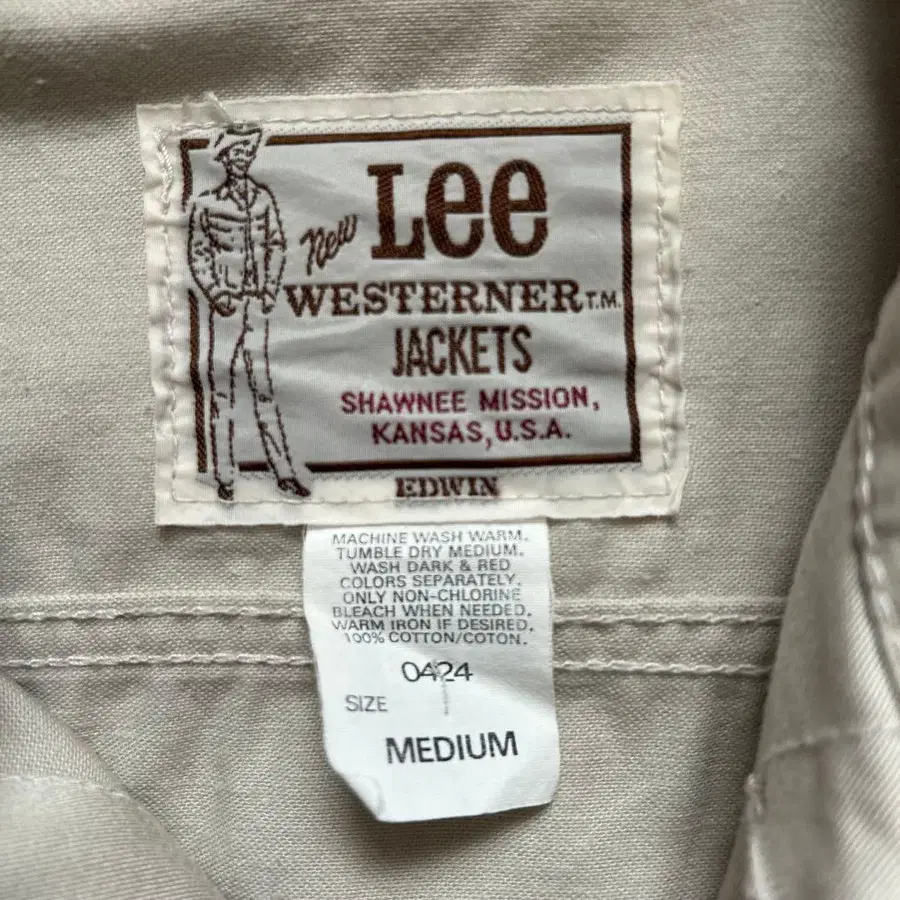 New Lee
WESTERNER T.M.
JACKETS
SHAWNEE MISSION,
KANSAS, U.S.A.
EDWIN
MACHINE WASH WARM.
TUMBLE DRY MEDIUM.
WASH DARK & RED
COLORS SEPARATELY.
ONLY NON-CHLORINE
BLEACH WHEN NEEDED.
WARM IRON IF DESIRED.
100% COTTON/COTON.
0424
SIZE
MEDIUM